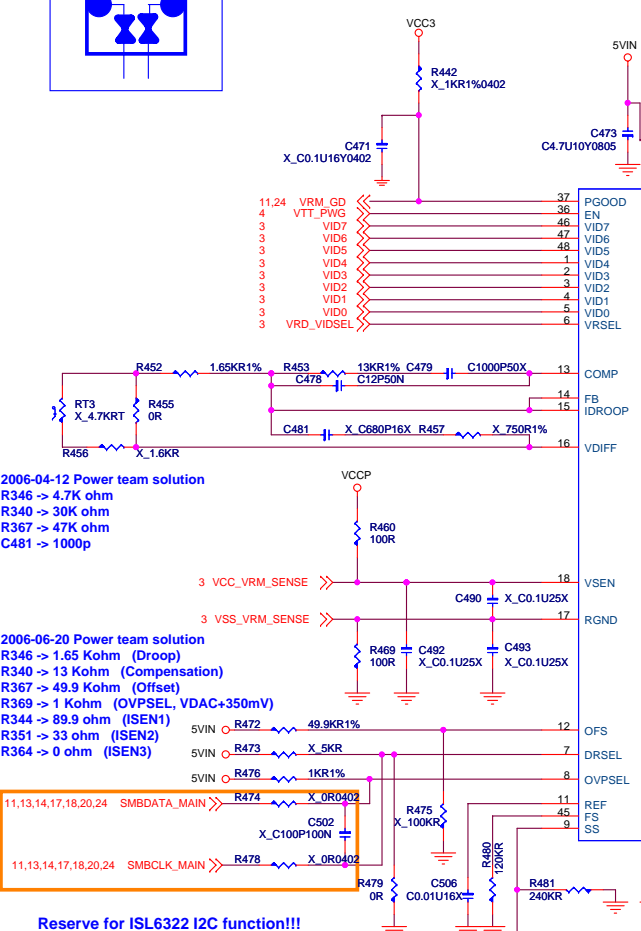 VCC3
5VIN
R442
X_1KR1%0402
C471
X_C0.1U16Y0402
C473
C4.7U10Y0805
11,24 VRM_GD 37 PGOOD
4 VTT_PWG 36 EN
3 VID7 46 VID7
3 VID6 47 VID6
3 VID5 48 VID5
3 VID4 1 VID4
3 VID3 2 VID3
3 VID2 3 VID2
3 VID1 4 VID1
3 VID0 5 VID0
3 VRD_VIDSEL 6 VRSEL
R452 1.65KR1% R453 13KR1% C479 C1000P50X 13 COMP
C478 C12P50N
14 FB
15 IDROOP
RT3
X_4.7KRT
R455
0R
C481 X_C680P16X R457 X_750R1%
16 VDIFF
R456 X_1.6KR
2006-04-12 Power team solution
R346 -> 4.7K ohm
R340 -> 30K ohm
R367 -> 47K ohm
C481 -> 1000p
VCCP
R460
100R
3 VCC_VRM_SENSE 18 VSEN
C490 X_C0.1U25X
3 VSS_VRM_SENSE 17 RGND
R469
100R
C492
X_C0.1U25X
C493
X_C0.1U25X
2006-06-20 Power team solution
R346 -> 1.65 Kohm (Droop)
R340 -> 13 Kohm (Compensation)
R367 -> 49.9 Kohm (Offset)
R369 -> 1 Kohm (OVPSEL, VDAC+350mV)
R344 -> 89.9 ohm (ISEN1)
R351 -> 33 ohm (ISEN2)
R364 -> 0 ohm (ISEN3)
5VIN R472 49.9KR1% 12 OFS
5VIN R473 X_5KR 7 DRSEL
5VIN R476 1KR1% 8 OVPSEL
11,13,14,17,18,20,24 SMBDATA_MAIN R474 X_0R0402
11 REF
45 FS
9 SS
C502
X_C100P100N
R475
X_100KR
11,13,14,17,18,20,24 SMBCLK_MAIN R478 X_0R0402
R479
0R
C506
C0.01U16X
R480
120KR
R481
240KR
Reserve for ISL6322 I2C function!!!